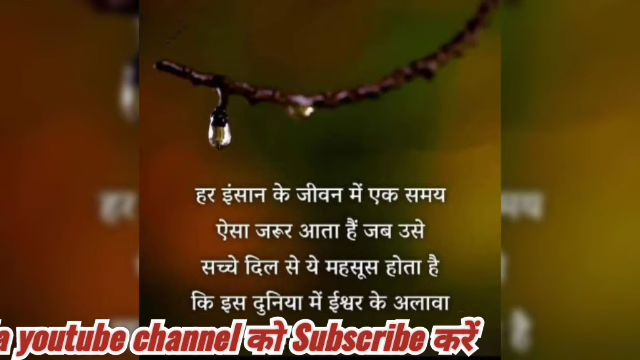 हर इंसान के जीवन में एक समय
ऐसा जरूर आता हैं जब उसे
सच्चे दिल से ये महसूस होता है
कि इस दुनिया में ईश्वर के अलावा
youtube channel को Subscribe करें